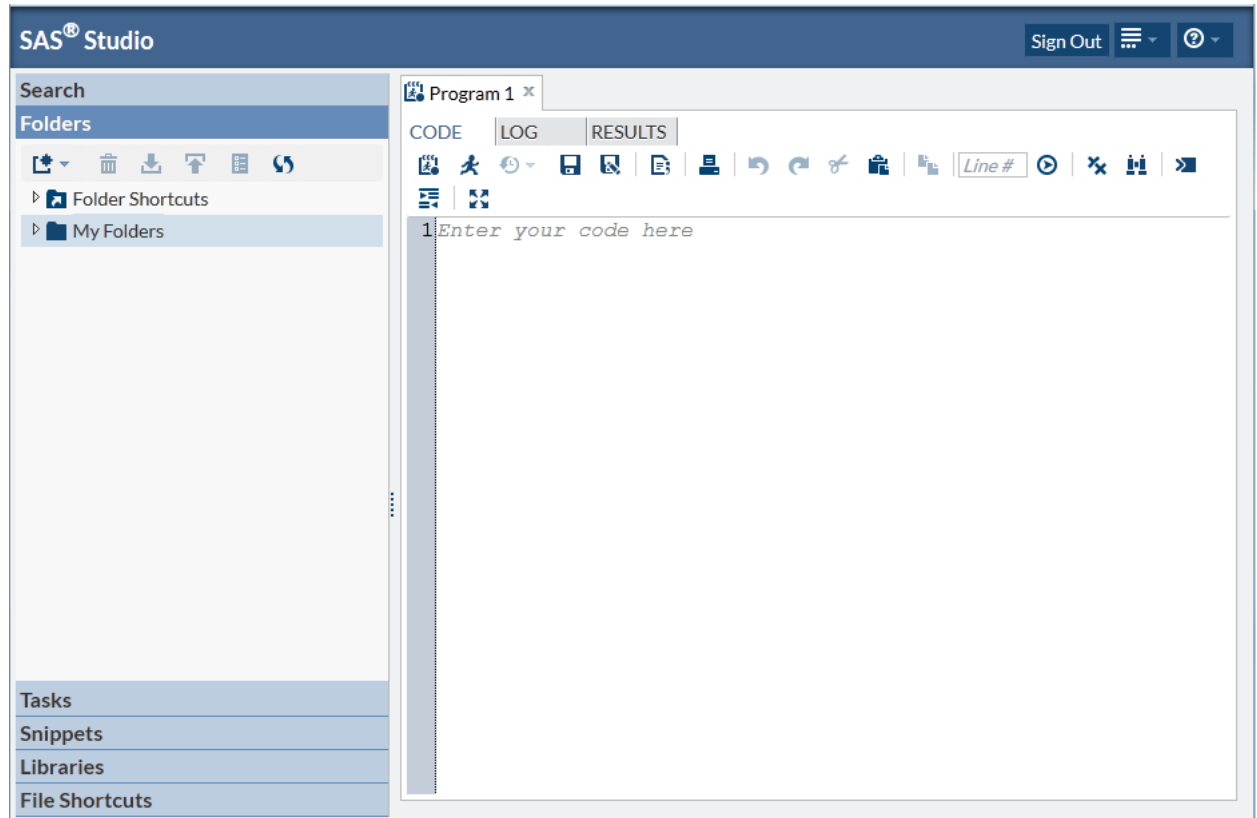 SAS® Studio
Sign Out
Search
Folders
Folder Shortcuts
My Folders
Tasks
Snippets
Libraries
File Shortcuts
Program 1
CODE LOG RESULTS
Line #
1 Enter your code here